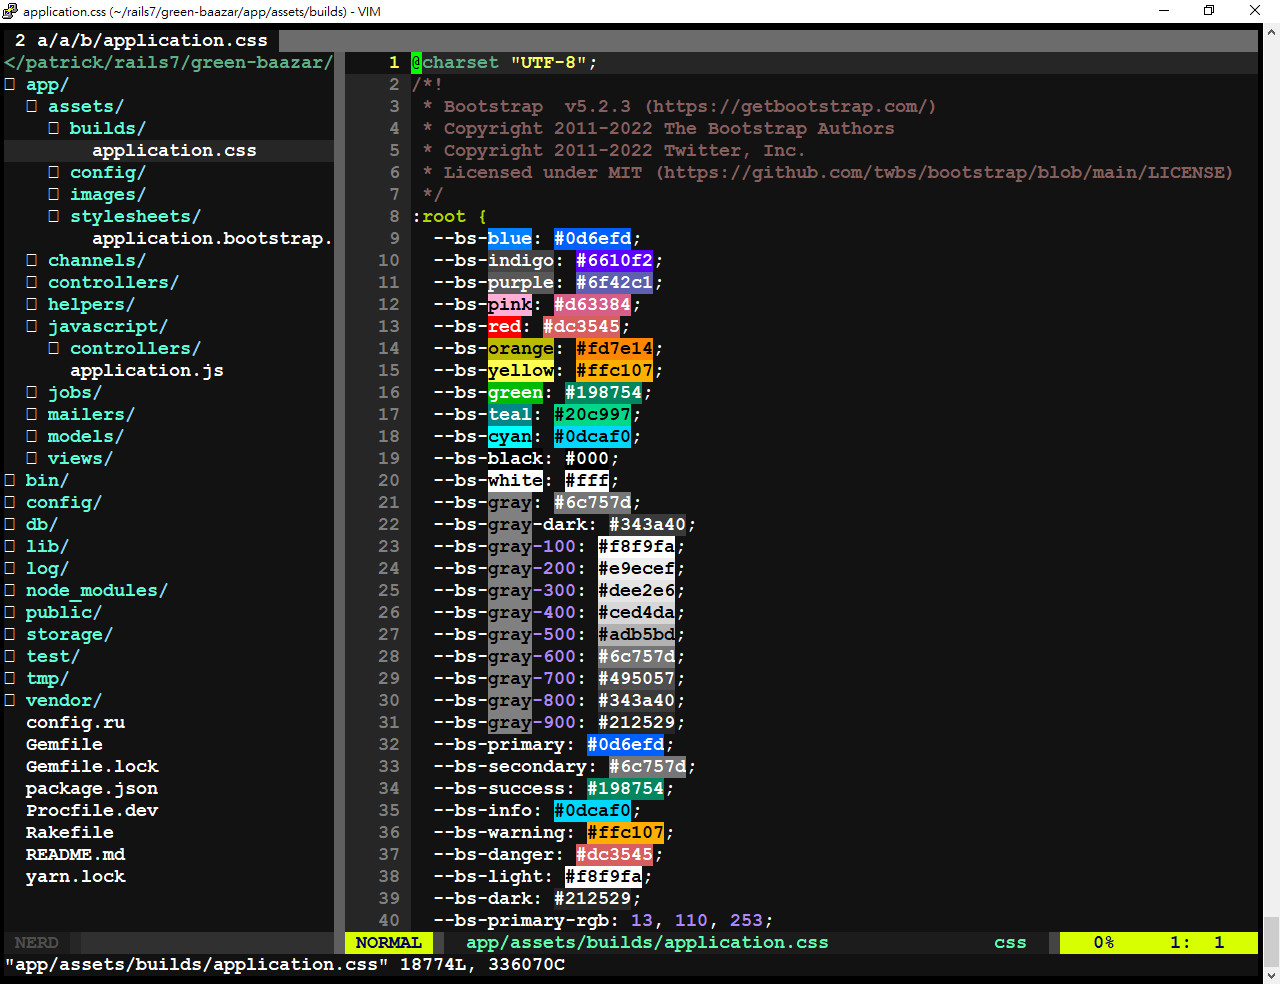 application.css (~/rails7/green-baazar/app/assets/builds) - VIM
2 a/a/b/application.css
</patrick/rails7/green-baazar/
app/
assets/
builds/
application.css
config/
images/
stylesheets/
application.bootstrap.
channels/
controllers/
helpers/
javascript/
controllers/
application.js
jobs/
mailers/
models/
views/
bin/
config/
db/
lib/
log/
node_modules/
public/
storage/
test/
tmp/
vendor/
config.ru
Gemfile
Gemfile.lock
package.json
Procfile.dev
Rakefile
README.md
yarn.lock
1 @charset "UTF-8";
2 /*!
3  * Bootstrap  v5.2.3 (https://getbootstrap.com/)
4  * Copyright 2011-2022 The Bootstrap Authors
5  * Copyright 2011-2022 Twitter, Inc.
6  * Licensed under MIT (https://github.com/twbs/bootstrap/blob/main/LICENSE)
7  */
8 :root {
9   --bs-blue: #0d6efd;
10   --bs-indigo: #6610f2;
11   --bs-purple: #6f42c1;
12   --bs-pink: #d63384;
13   --bs-red: #dc3545;
14   --bs-orange: #fd7e14;
15   --bs-yellow: #ffc107;
16   --bs-green: #198754;
17   --bs-teal: #20c997;
18   --bs-cyan: #0dcaf0;
19   --bs-black: #000;
20   --bs-white: #fff;
21   --bs-gray: #6c757d;
22   --bs-gray-dark: #343a40;
23   --bs-gray-100: #f8f9fa;
24   --bs-gray-200: #e9ecef;
25   --bs-gray-300: #dee2e6;
26   --bs-gray-400: #ced4da;
27   --bs-gray-500: #adb5bd;
28   --bs-gray-600: #6c757d;
29   --bs-gray-700: #495057;
30   --bs-gray-800: #343a40;
31   --bs-gray-900: #212529;
32   --bs-primary: #0d6efd;
33   --bs-secondary: #6c757d;
34   --bs-success: #198754;
35   --bs-info: #0dcaf0;
36   --bs-warning: #ffc107;
37   --bs-danger: #dc3545;
38   --bs-light: #f8f9fa;
39   --bs-dark: #212529;
40   --bs-primary-rgb: 13, 110, 253;
NERD
NORMAL app/assets/builds/application.css css 0% 1: 1
"app/assets/builds/application.css" 18774L, 336070C